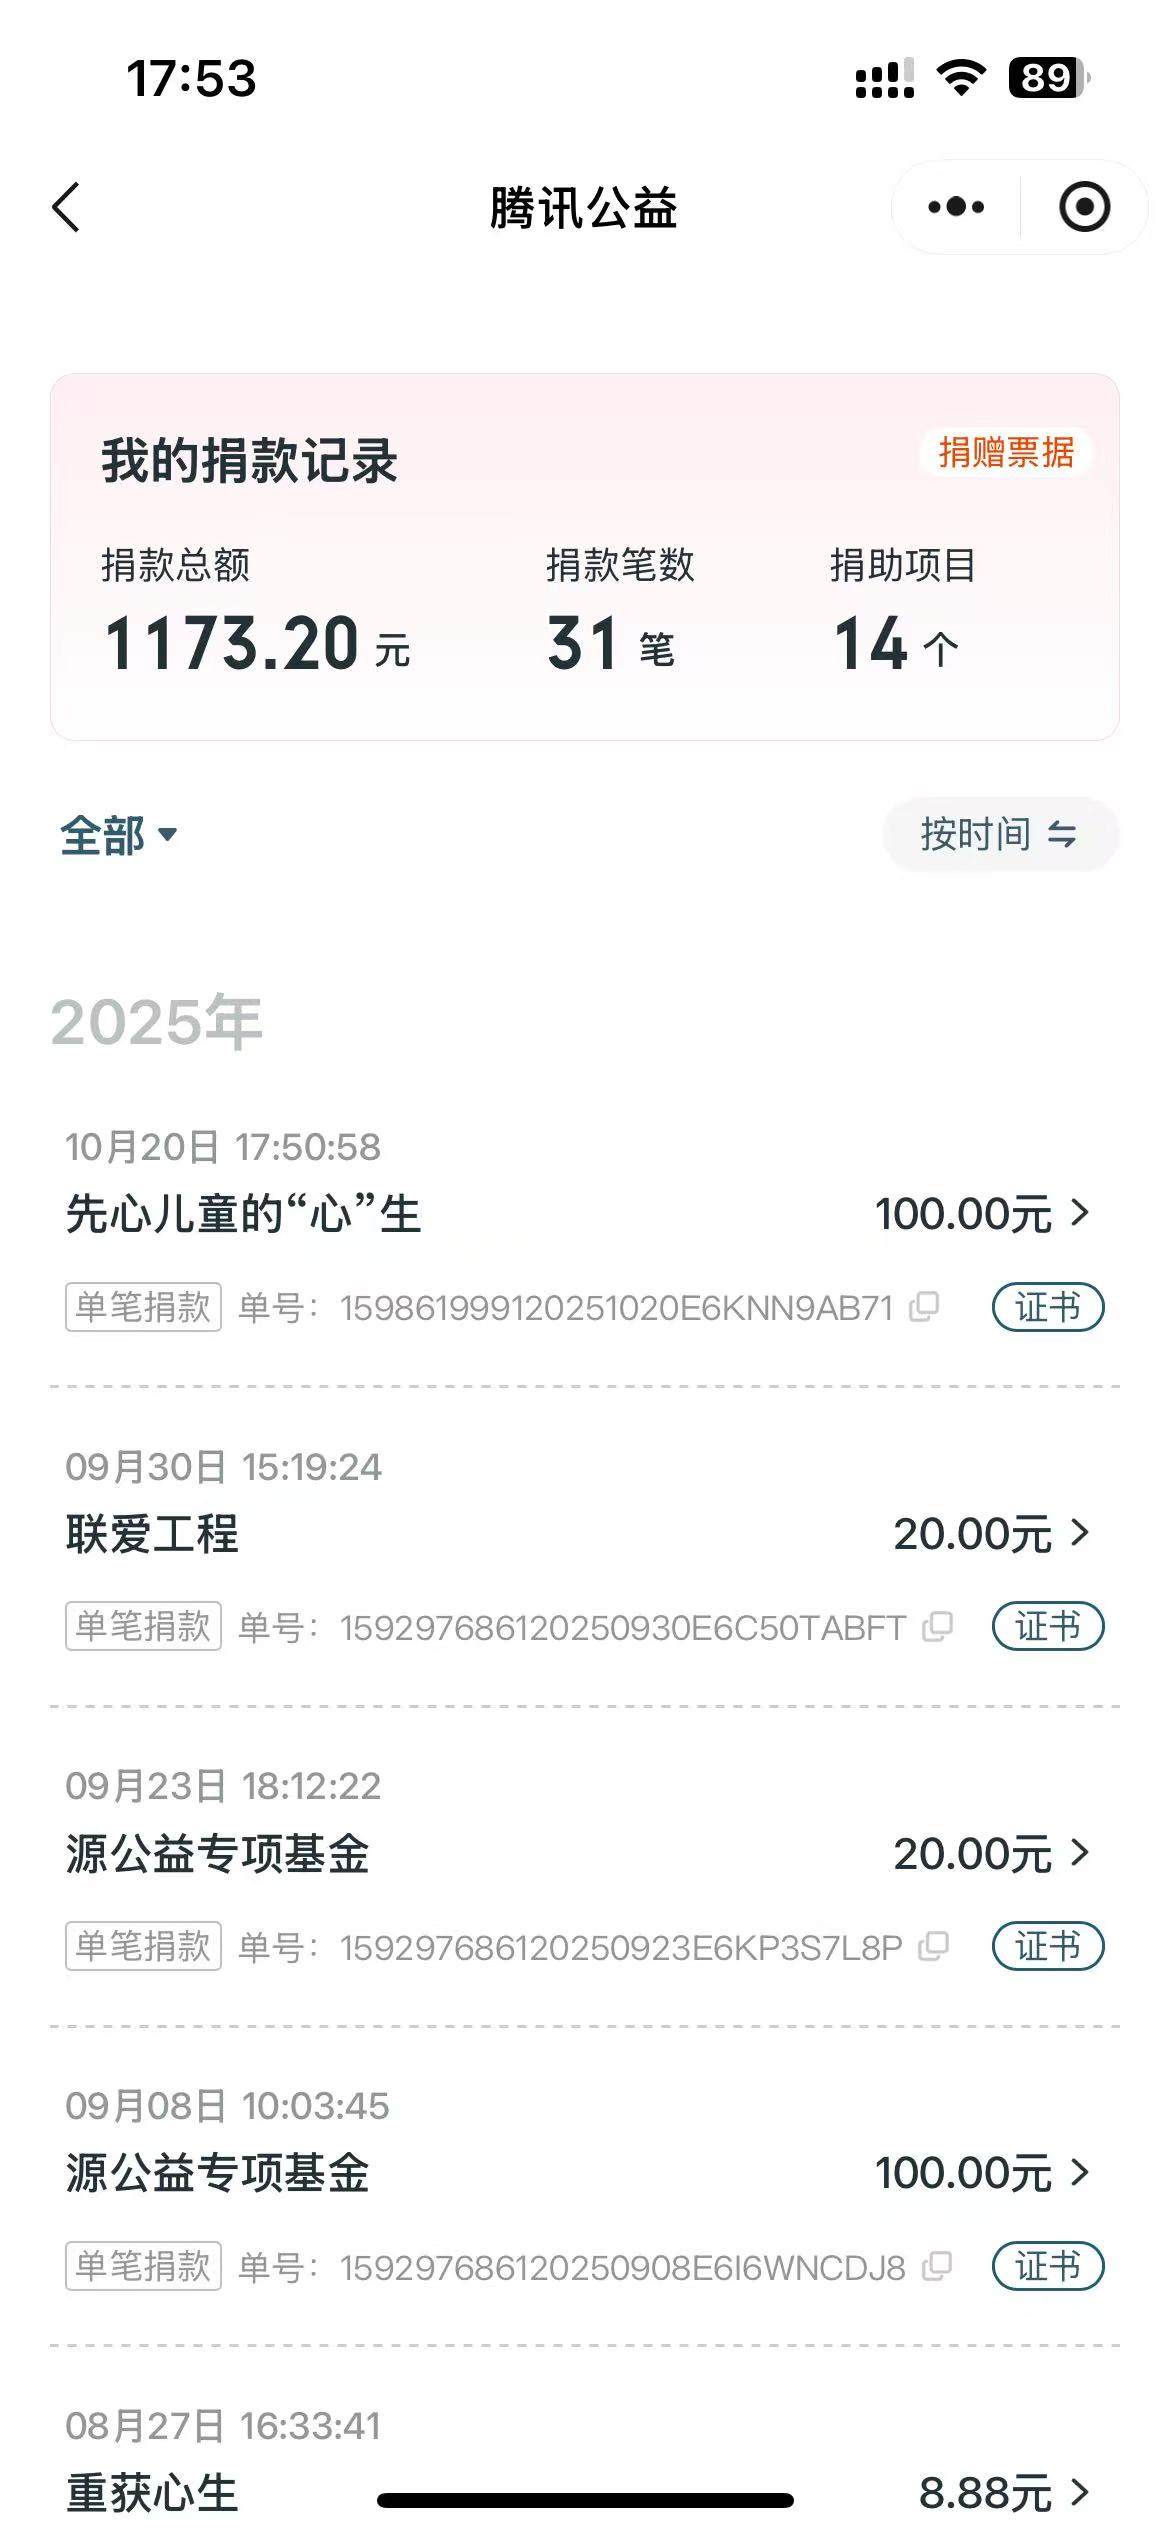 17:53
89
腾讯公益
我的捐款记录
捐赠票据
捐款总额 捐款笔数 捐助项目
1173.20 元 31 笔 14 个
全部 按时间
2025年
10月20日 17:50:58
先心儿童的“心”生 100.00元
单笔捐款 单号：159861999120251020E6KNN9AB71 证书
09月30日 15:19:24
联爱工程 20.00元
单笔捐款 单号：159297686120250930E6C50TABFT 证书
09月23日 18:12:22
源公益专项基金 20.00元
单笔捐款 单号：159297686120250923E6KP3S7L8P 证书
09月08日 10:03:45
源公益专项基金 100.00元
单笔捐款 单号：159297686120250908E6I6WNCDJ8 证书
08月27日 16:33:41
重获心生 8.88元